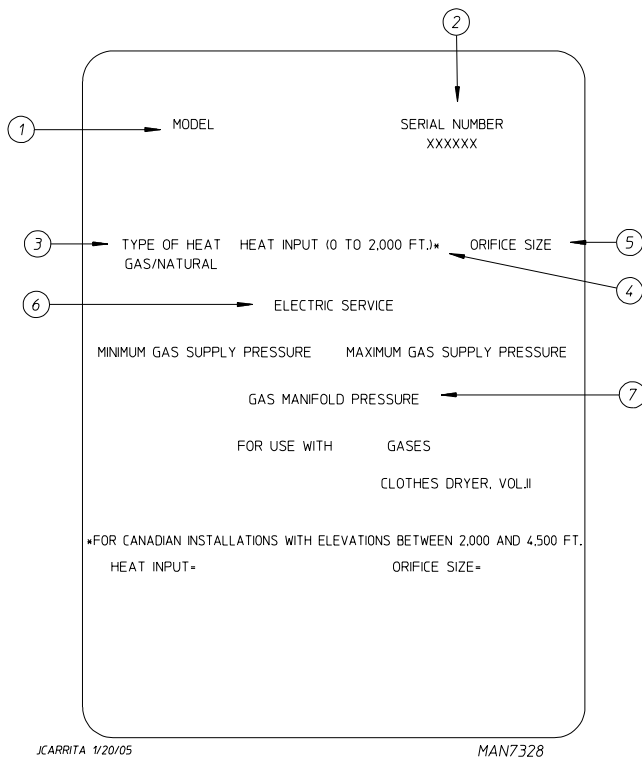 2
1
MODEL
SERIAL NUMBER
XXXXXX
3
TYPE OF HEAT
GAS/NATURAL
HEAT INPUT (0 TO 2,000 FT.)*
ORIFICE SIZE
5
4
6
ELECTRIC SERVICE
MINIMUM GAS SUPPLY PRESSURE
MAXIMUM GAS SUPPLY PRESSURE
GAS MANIFOLD PRESSURE
7
FOR USE WITH GASES
CLOTHES DRYER, VOL.II
*FOR CANADIAN INSTALLATIONS WITH ELEVATIONS BETWEEN 2,000 AND 4,500 FT.
HEAT INPUT= ORIFICE SIZE=
JCARRITA 1/20/05
MAN7328